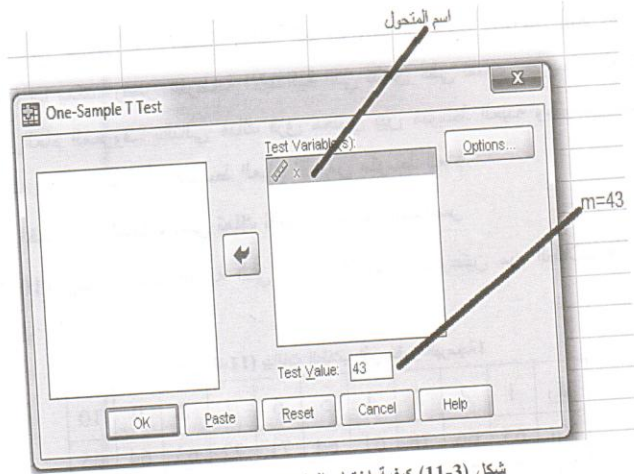 اسم المتحول
One-Sample T Test
Test Variable(s):
x
Options...
m=43
Test Value: 43
OK Paste Reset Cancel Help
شكل (3-11)